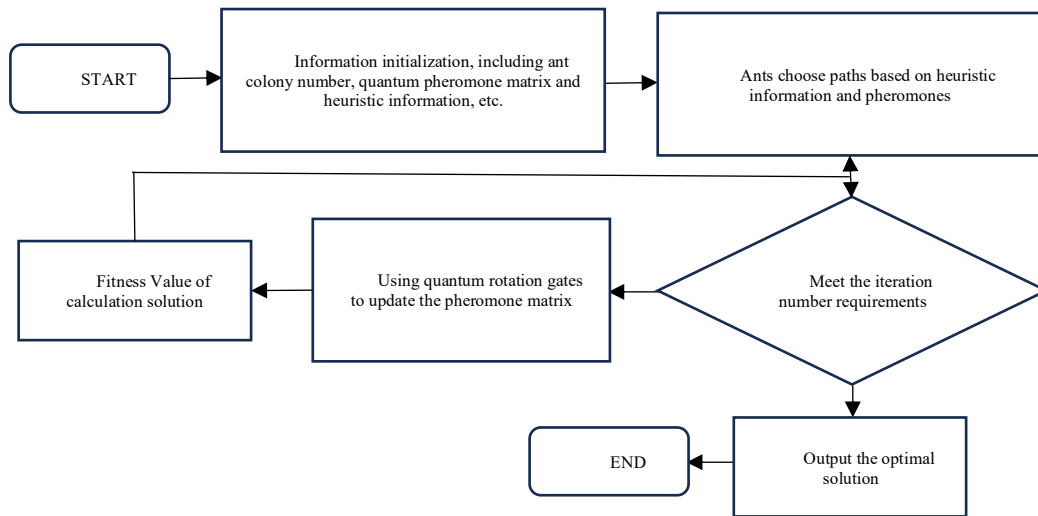 START
Information initialization, including ant
colony number, quantum pheromone matrix and
heuristic information, etc.
Ants choose paths based on heuristic
information and pheromones
Meet the iteration
number requirements
Using quantum rotation gates
to update the pheromone matrix
Fitness Value of
calculation solution
Output the optimal
solution
END